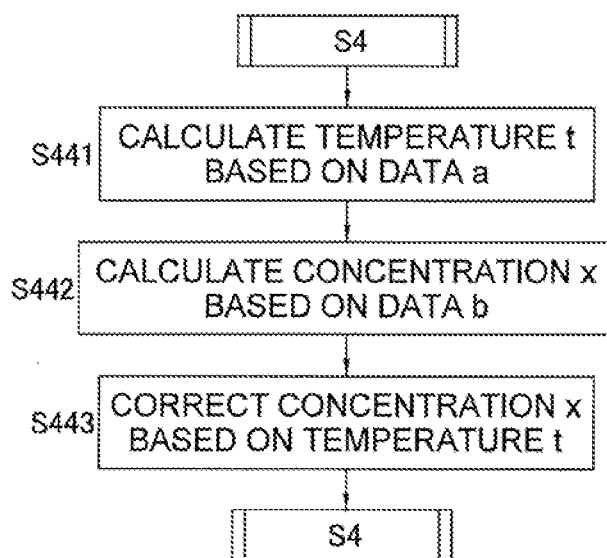 S4
S441
CALCULATE TEMPERATURE t
BASED ON DATA a
S442
CALCULATE CONCENTRATION x
BASED ON DATA b
S443
CORRECT CONCENTRATION x
BASED ON TEMPERATURE t
S4